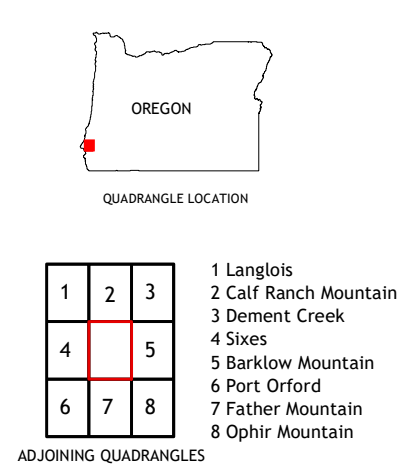 OREGON
QUADRANGLE LOCATION
1 2 3
4 5
6 7 8
1 Langlois
2 Calf Ranch Mountain
3 Dement Creek
4 Sixes
5 Barklow Mountain
6 Port Orford
7 Father Mountain
8 Ophir Mountain
ADJOINING QUADRANGLES